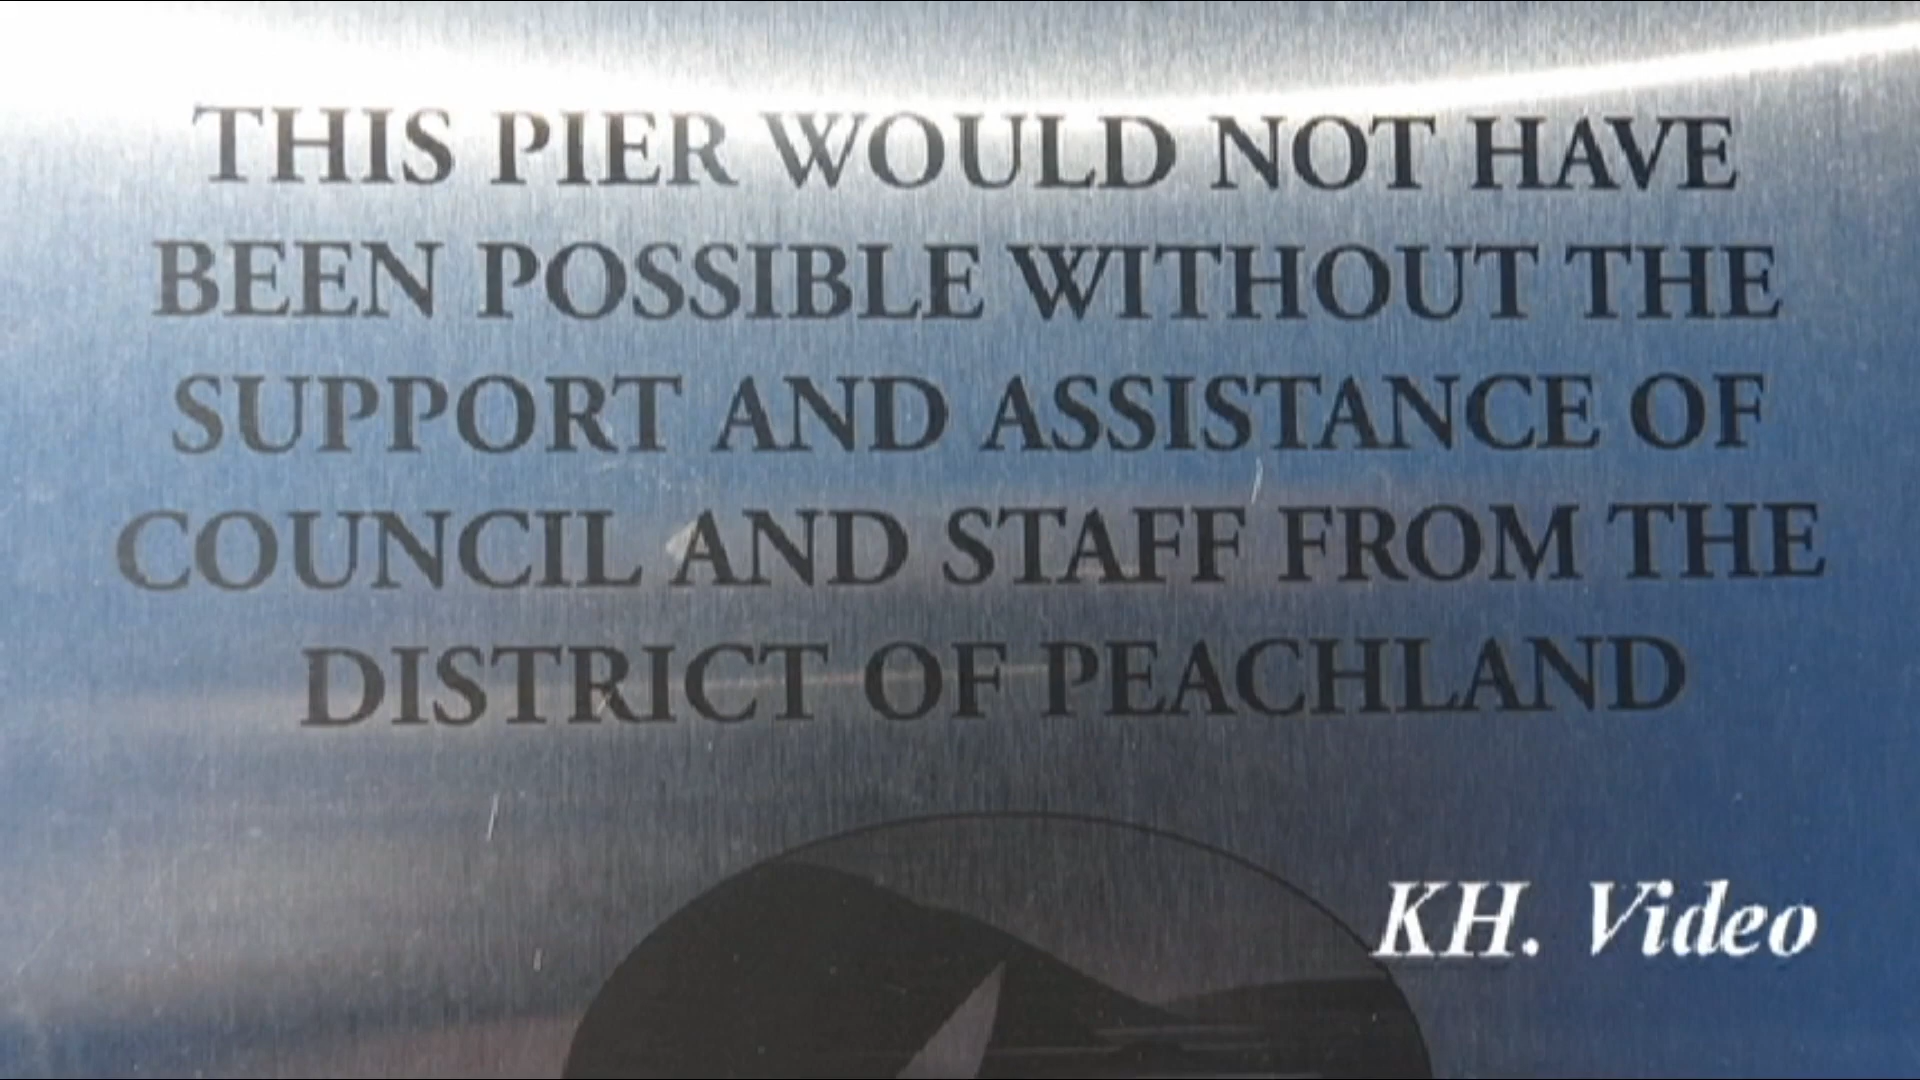 THIS PIER WOULD NOT HAVE
BEEN POSSIBLE WITHOUT THE
SUPPORT AND ASSISTANCE OF
COUNCIL AND STAFF FROM THE
DISTRICT OF PEACHLAND
KH. Video